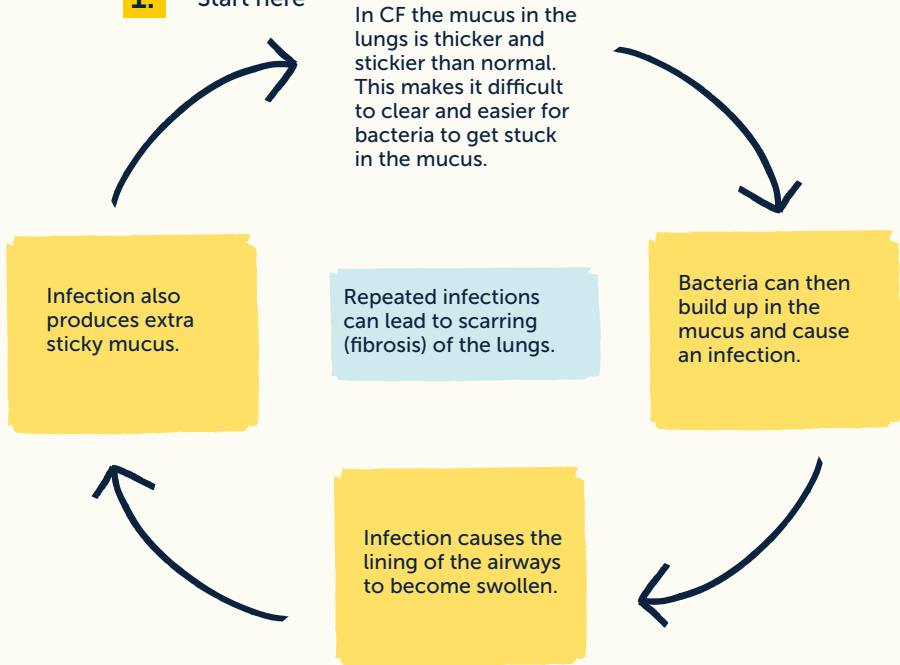 1. Start here
In CF the mucus in the
lungs is thicker and
stickier than normal.
This makes it difficult
to clear and easier for
bacteria to get stuck
in the mucus.
Bacteria can then
build up in the
mucus and cause
an infection.
Infection causes the
lining of the airways
to become swollen.
Infection also
produces extra
sticky mucus.
Repeated infections
can lead to scarring
(fibrosis) of the lungs.